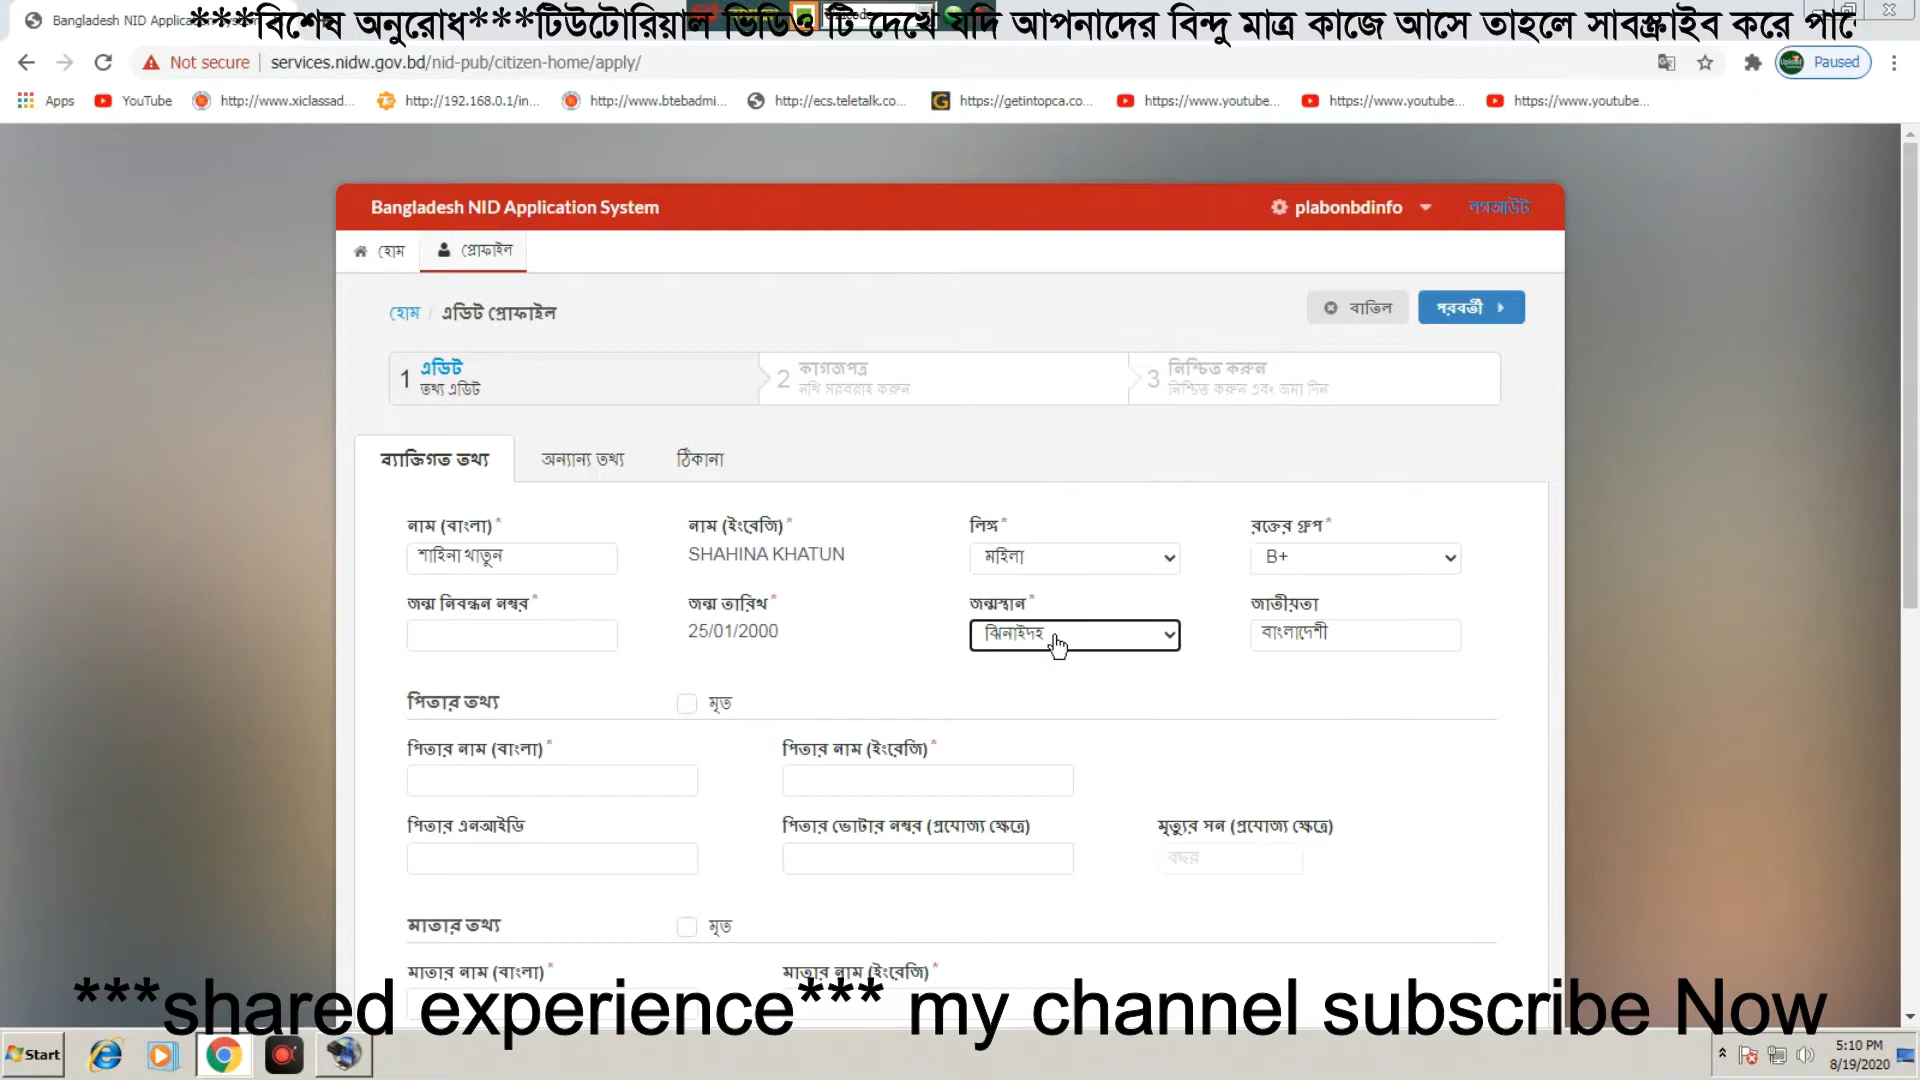 Bangladesh NID Application Syste
***বিশেষ অনুরোধ***টিউটোরিয়াল ভিডিও টি দেখে যদি আপনাদের বিন্দু মাত্র কাজে আসে তাহলে সাবস্ক্রাইব করে
Not secure | services.nidw.gov.bd/nid-pub/citizen-home/apply/
Paused
Apps YouTube http://www.xiclassad... http://192.168.0.1/in... http://www.btebadmi... http://ecs.teletalk.co... https://getintopca.co... https://www.youtube... https://www.youtube... https://www.youtube...
Bangladesh NID Application System
plabonbdinfo
লগআউট
হোম
প্রোফাইল
হোম / এডিট প্রোফাইল
বাতিল
পরবর্তী
1 এডিট
তথ্য এডিট
2 কাগজপত্র
নথি সরবরাহ করুন
3 নিশ্চিত করুন
নিশ্চিত করুন এবং জমা দিন
ব্যাক্তিগত তথ্য
অন্যান্য তথ্য
ঠিকানা
নাম (বাংলা)* নাম (ইংরেজি)* লিঙ্গ* রক্তের গ্রুপ*
শাহিনা খাতুন SHAHINA KHATUN মহিলা B+
জন্ম নিবন্ধন নম্বর* জন্ম তারিখ* জন্মস্থান* জাতীয়তা
25/01/2000 ঝিনাইদহ বাংলাদেশী
পিতার তথ্য মৃত
পিতার নাম (বাংলা)* পিতার নাম (ইংরেজি)*
পিতার এনআইডি পিতার ভোটার নম্বর (প্রযোজ্য ক্ষেত্রে) মৃত্যুর সন (প্রযোজ্য ক্ষেত্রে)
বছর
মাতার তথ্য মৃত
মাতার নাম (বাংলা)* মাতার নাম (ইংরেজি)*
***shared experience*** my channel subscribe Now
Start
5:10 PM
8/19/2020